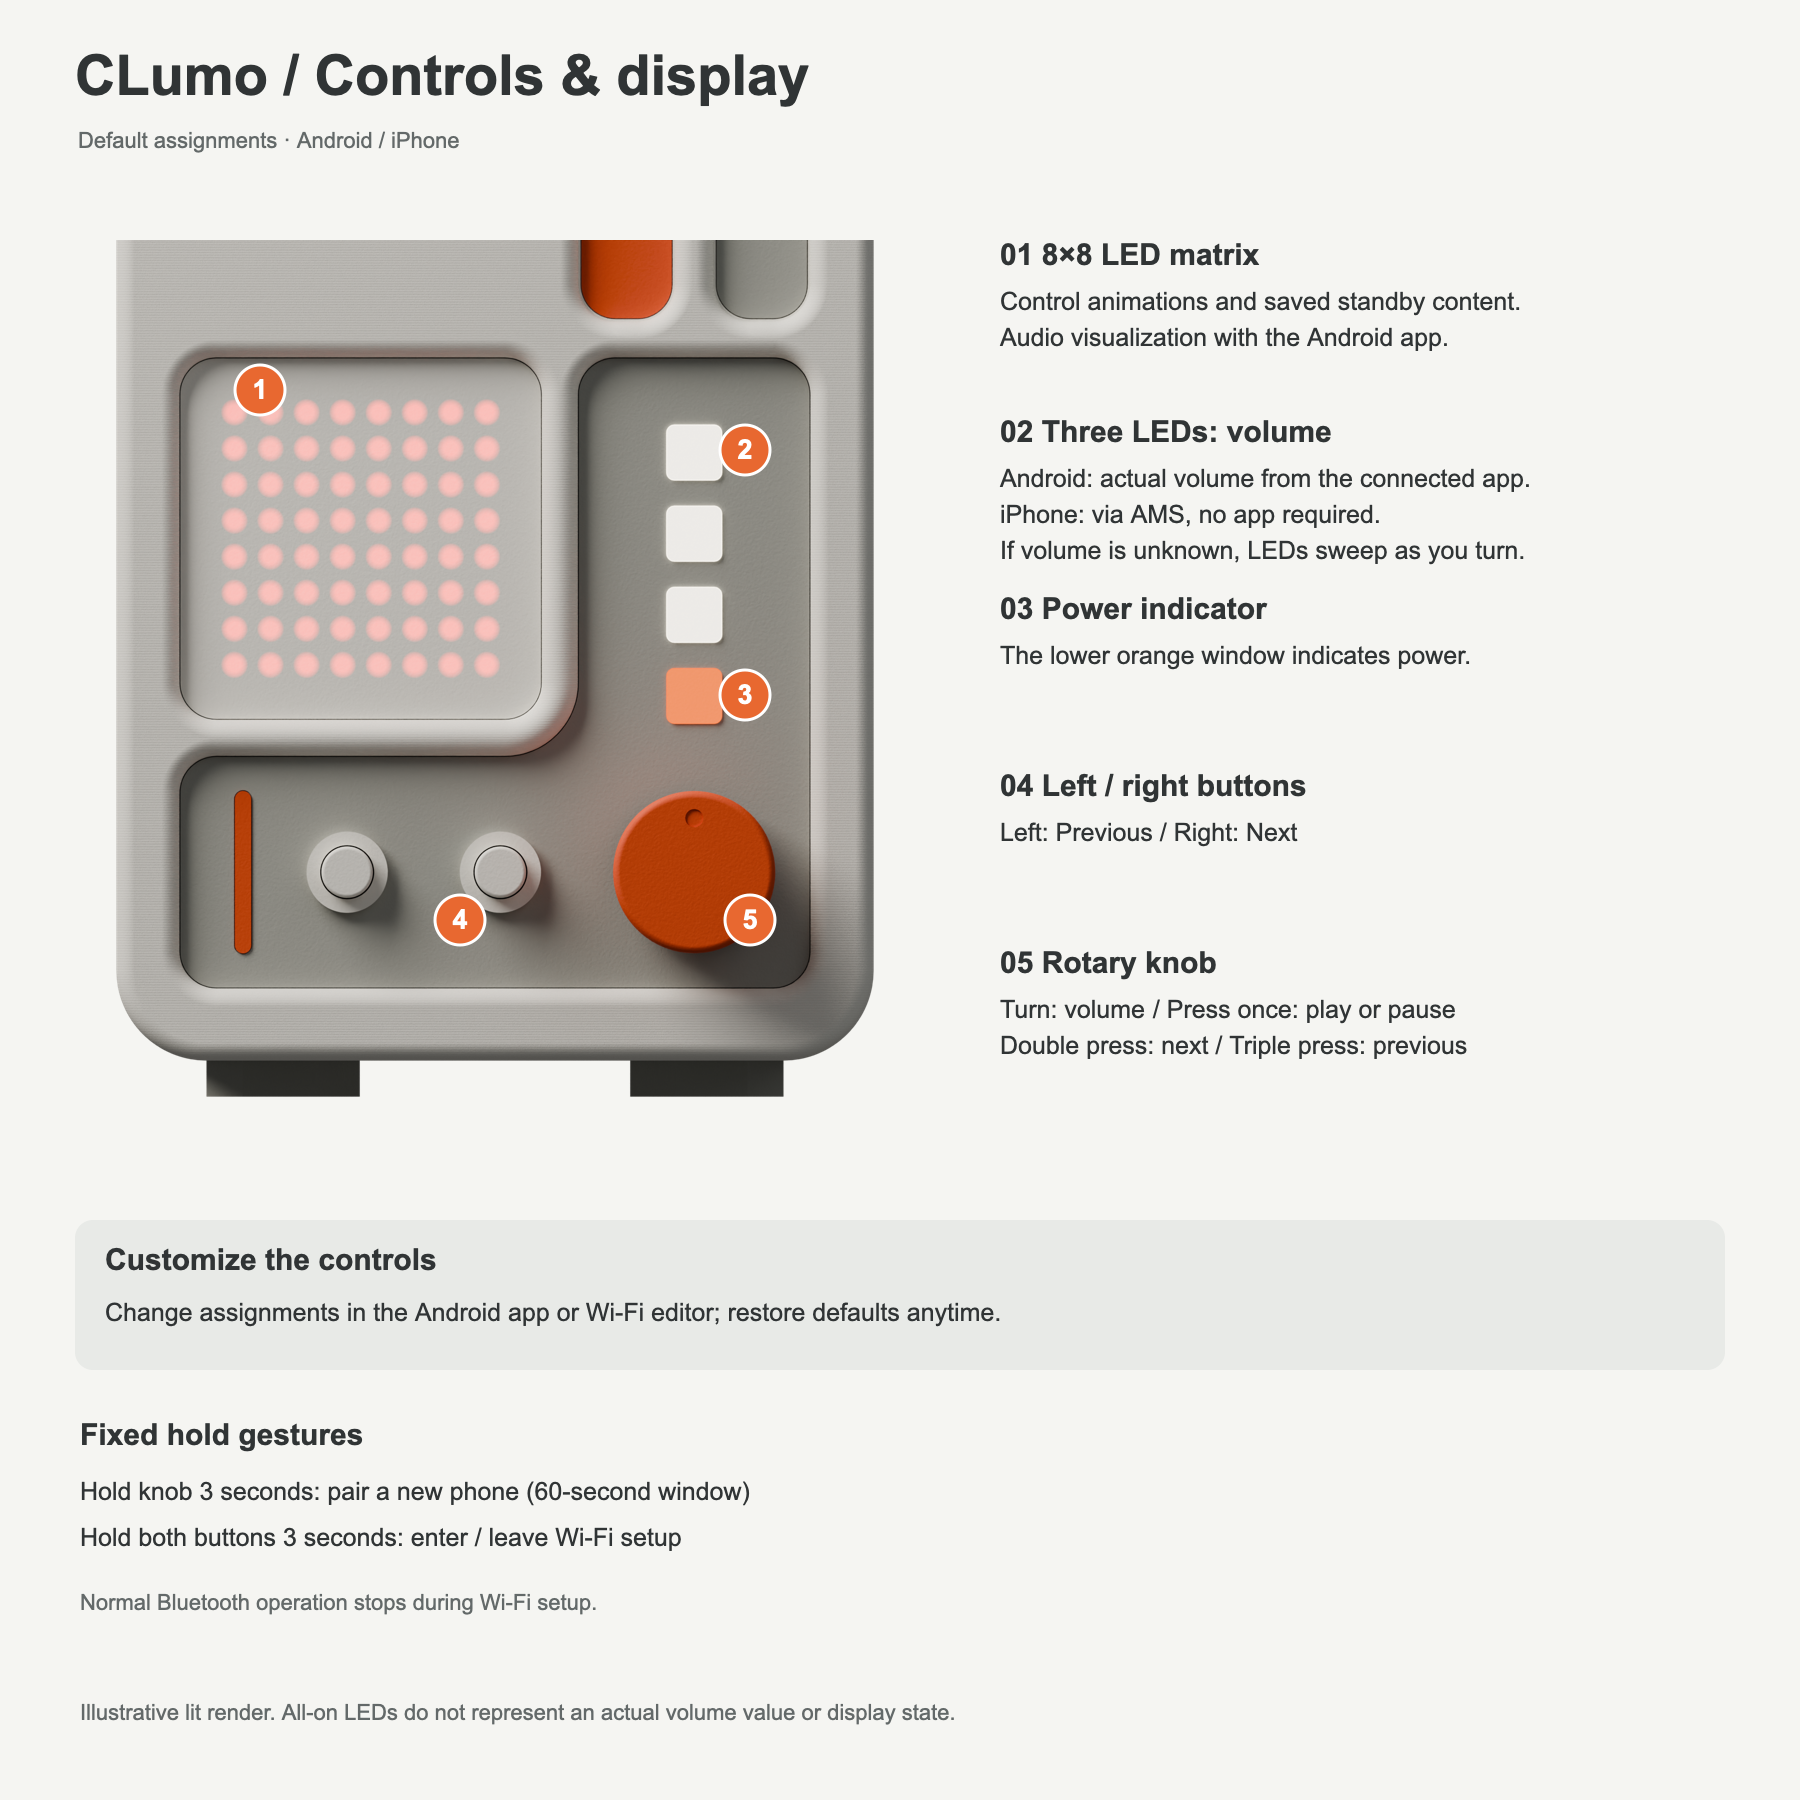 CLumo / Controls & display
Default assignments · Android / iPhone
1
2
3
4
5
01 8×8 LED matrix
Control animations and saved standby content.
Audio visualization with the Android app.
02 Three LEDs: volume
Android: actual volume from the connected app.
iPhone: via AMS, no app required.
If volume is unknown, LEDs sweep as you turn.
03 Power indicator
The lower orange window indicates power.
04 Left / right buttons
Left: Previous / Right: Next
05 Rotary knob
Turn: volume / Press once: play or pause
Double press: next / Triple press: previous
Customize the controls
Change assignments in the Android app or Wi-Fi editor; restore defaults anytime.
Fixed hold gestures
Hold knob 3 seconds: pair a new phone (60-second window)
Hold both buttons 3 seconds: enter / leave Wi-Fi setup
Normal Bluetooth operation stops during Wi-Fi setup.
Illustrative lit render. All-on LEDs do not represent an actual volume value or display state.